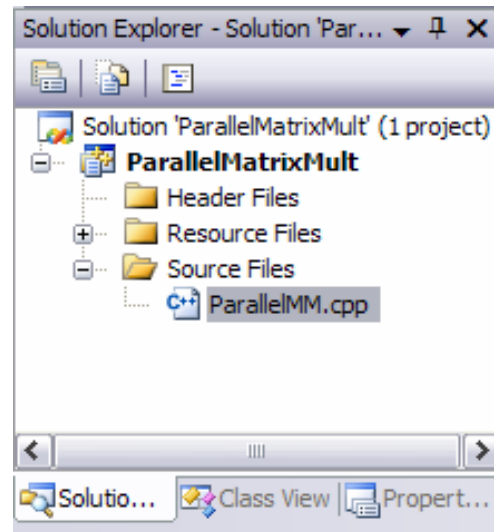 Solution Explorer - Solution 'Par...
Solution 'ParallelMatrixMult' (1 project)
ParallelMatrixMult
Header Files
Resource Files
Source Files
C++ ParallelMM.cpp
Solutio... Class View Propert...